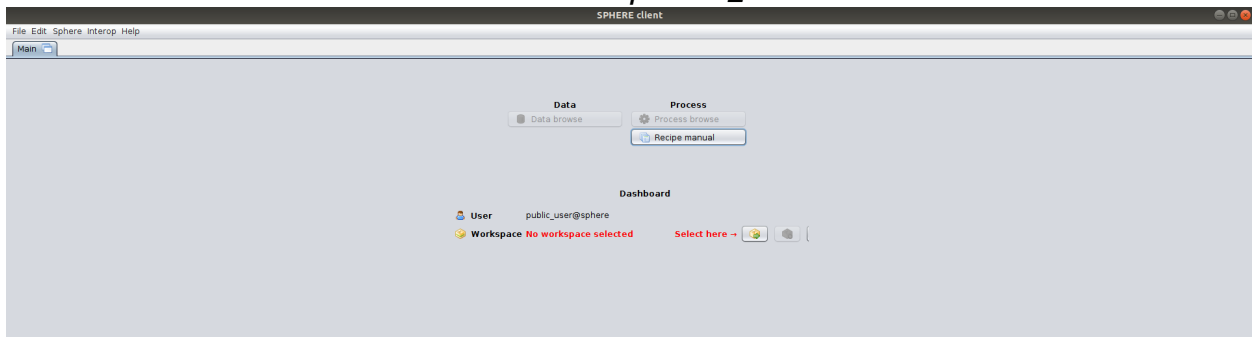 SPHERE client
File Edit Sphere Interop Help
Main
Data Process
Data browse Process browse
Recipe manual
Dashboard
User public_user@sphere
Workspace No workspace selected Select here →